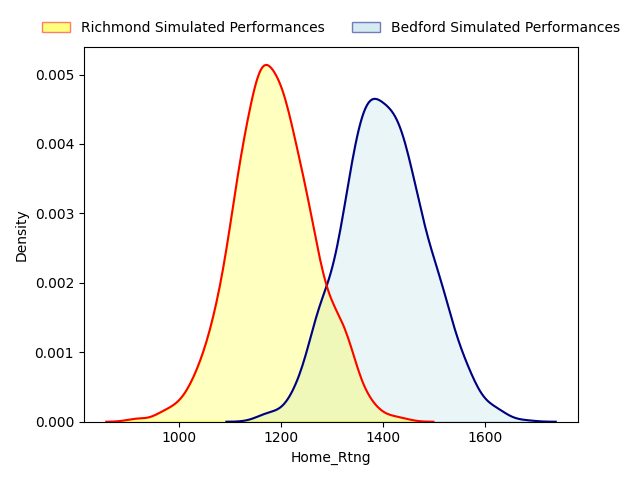 Richmond Simulated Performances Bedford Simulated Performances
0.005
0.004
0.003
0.002
0.001
0.000
Density
1000 1200 1400 1600
Home_Rtng